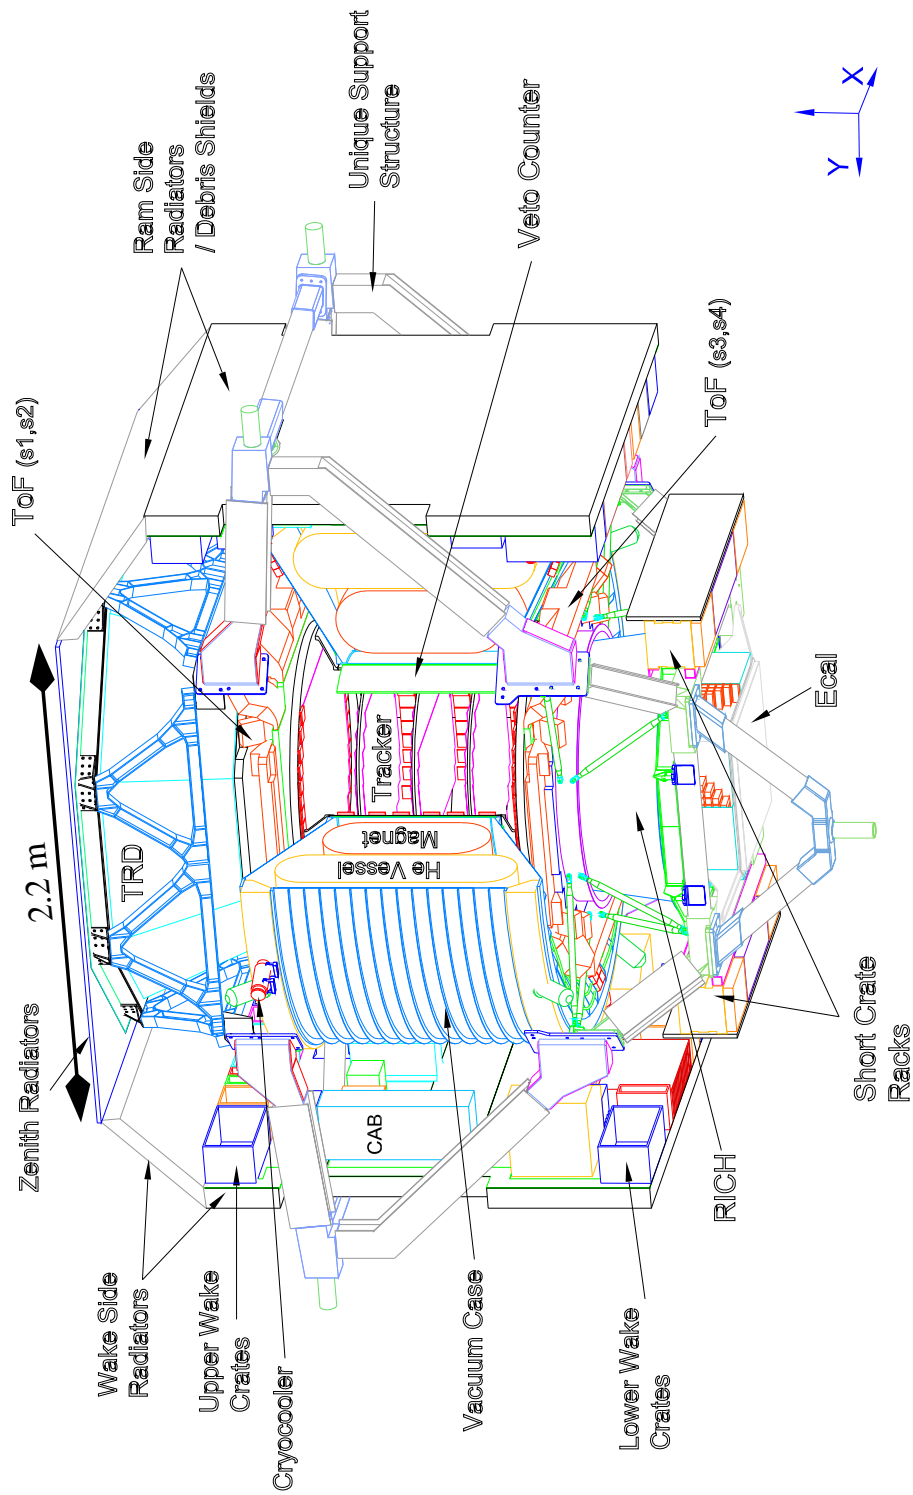 Ram Side
Radiators
/ Debris Shields
ToF (s1,s2)
Unique Support
Structure
Veto Counter
ToF (s3,s4)
X
Y
2.2 m
Zenith Radiators
TRD
Tracker
Magnet
He Vessel
CAB
Wake Side
Radiators
Upper Wake
Crates
Cryocooler
Vacuum Case
Lower Wake
Crates
RICH
Ecal
Short Crate
Racks